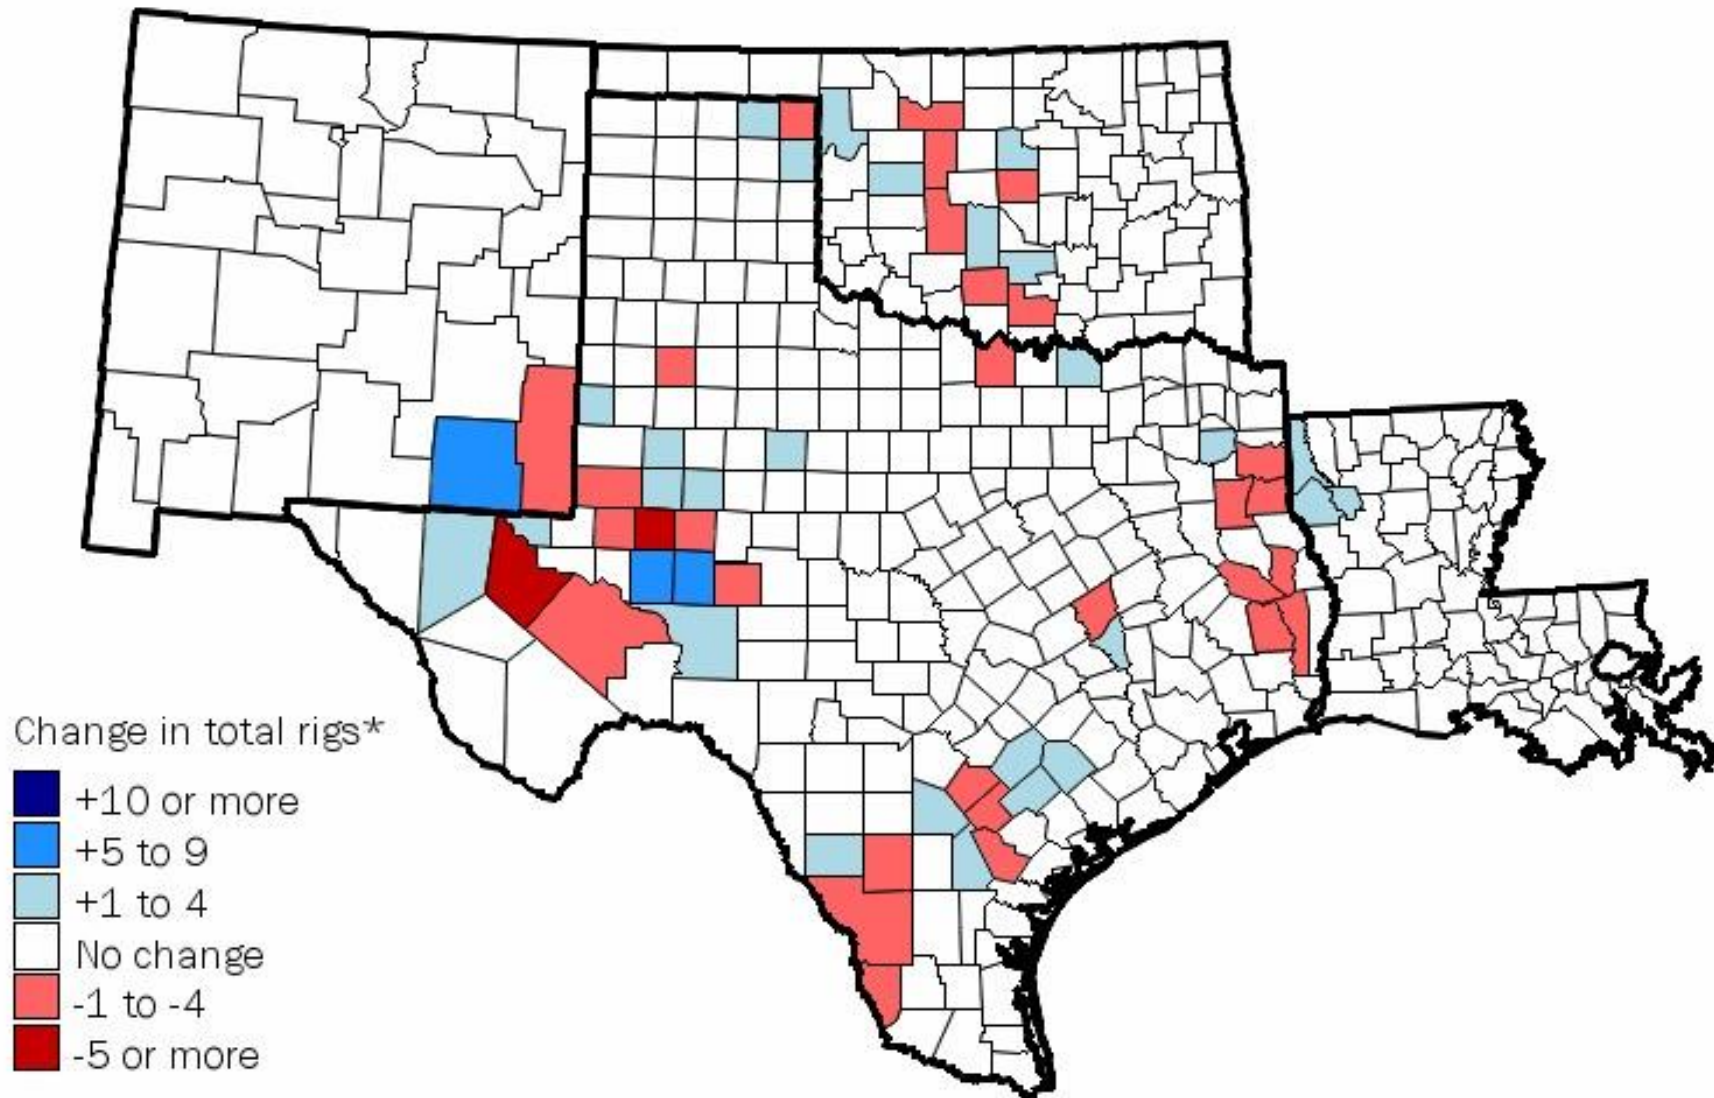 Change in total rigs*
+10 or more
+5 to 9
+1 to 4
No change
-1 to -4
-5 or more